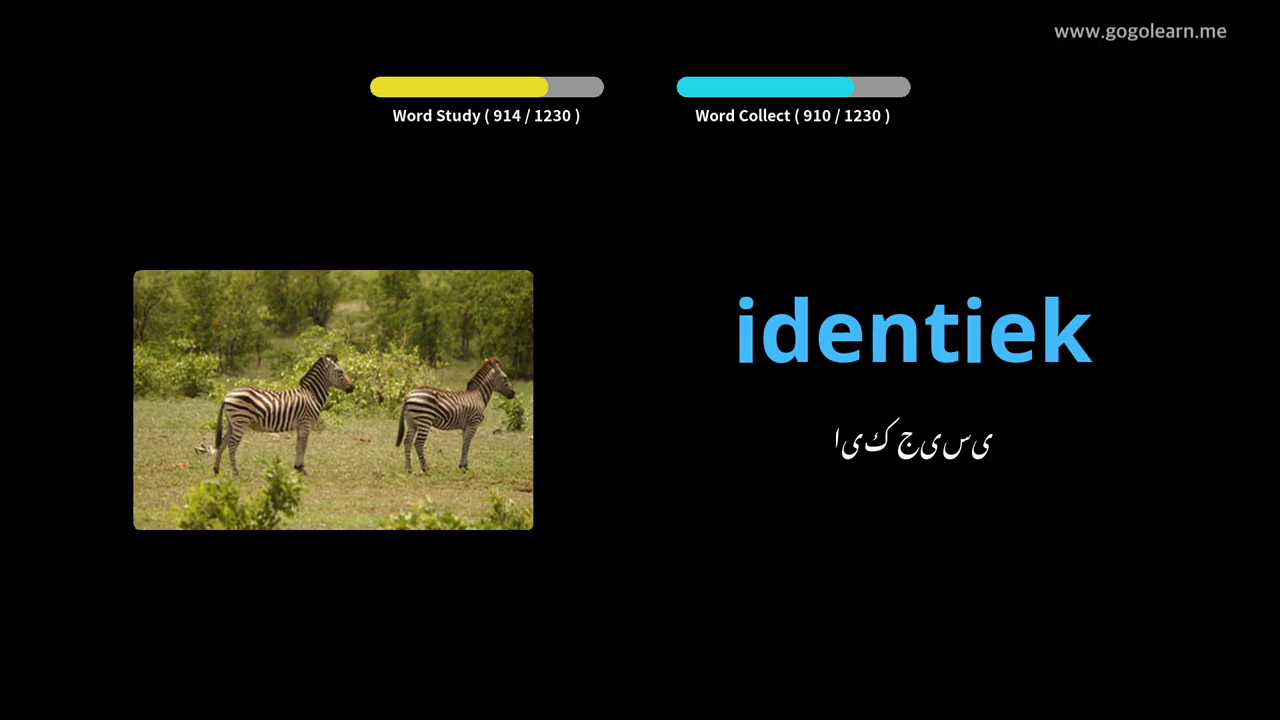 www.gogolearn.me
Word Study ( 914 / 1230 )
Word Collect ( 910 / 1230 )
identiek
ایک جیسی